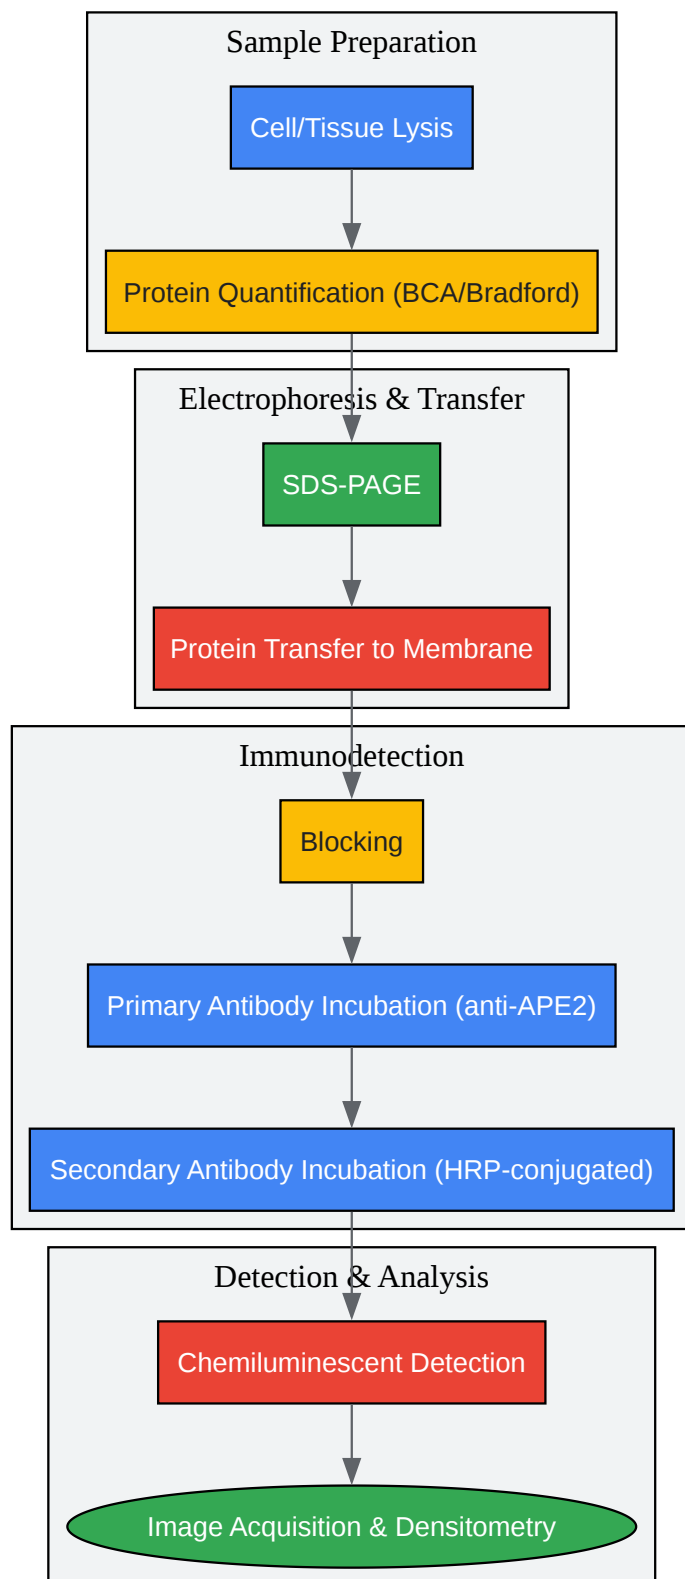 Sample Preparation
Cell/Tissue Lysis
Protein Quantification (BCA/Bradford)
Electrophoresis & Transfer
SDS-PAGE
Protein Transfer to Membrane
Immunodetection
Blocking
Primary Antibody Incubation (anti-APE2)
Secondary Antibody Incubation (HRP-conjugated)
Detection & Analysis
Chemiluminescent Detection
Image Acquisition & Densitometry